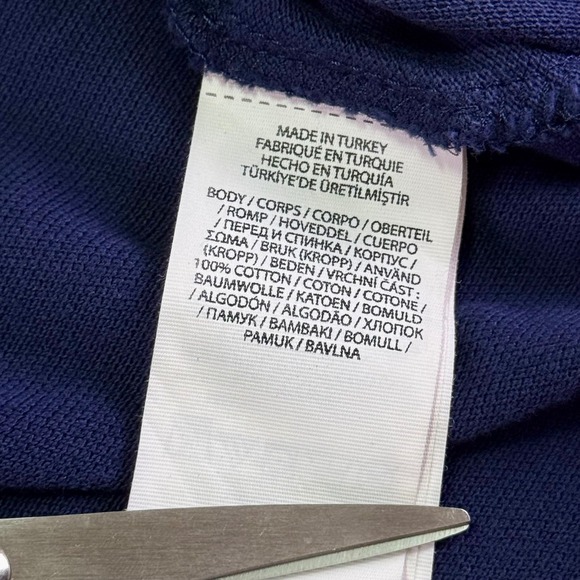 MADE IN TURKEY
FABRIQUÉ EN TURQUIE
HECHO EN TURQUÍA
TÜRKİYE'DE ÜRETİLMİŞTİR
BODY / CORPS / CORPO / OBERTEIL
/ ROMP / HOVEDDEL / CUERPO
/ ПЕРЕД И СПИНКА / КОРПУС /
ΣΩΜΑ / BRUK (KROPP) / ANVÄND
(KROPP) / BEDEN / VRCHNÍ ČÁST :
100% COTTON / COTON / COTONE /
BAUMWOLLE / KATOEN / BOMULD
/ ALGODÓN / ALGODÃO / ХЛОПОК
/ ΠΑΜΥΚ / BAMBAKI / BOMULL /
PAMUK / BAVLNA